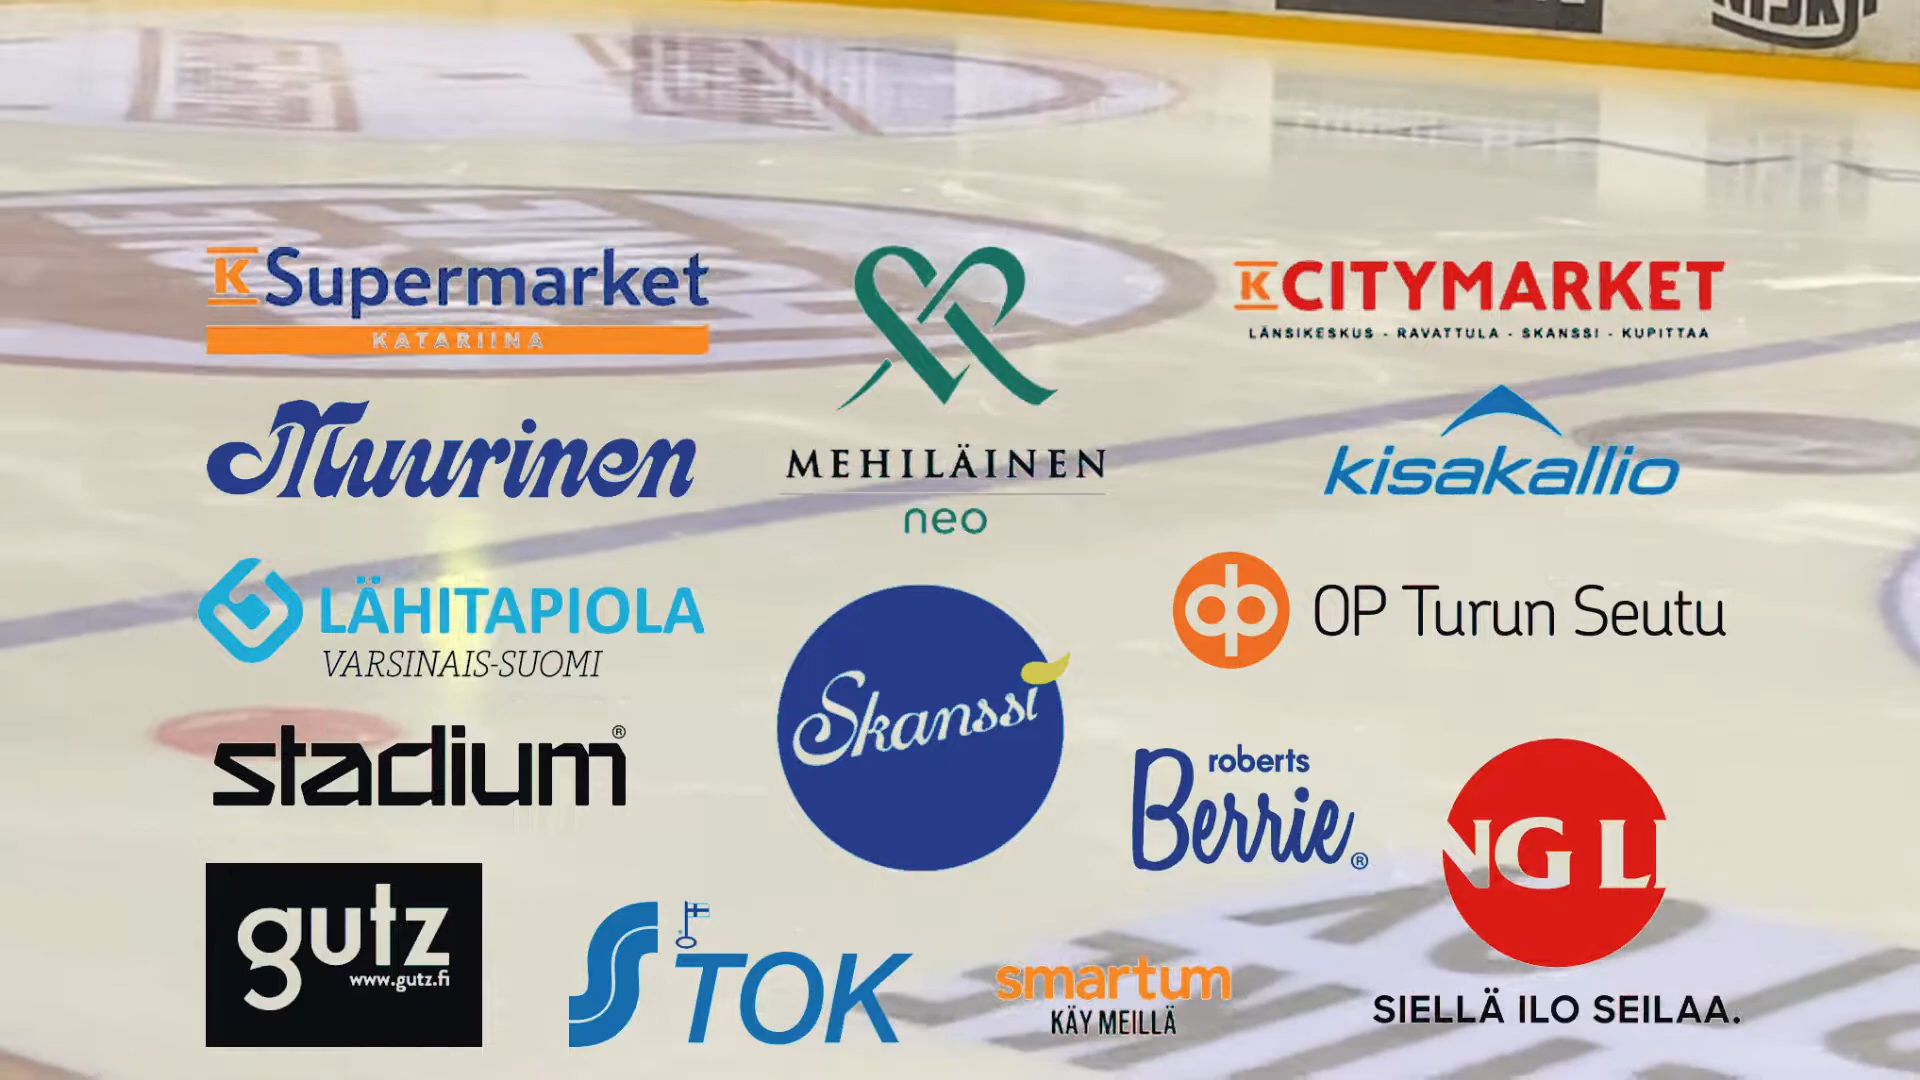 K Supermarket
KATARIINA
MEHILÄINEN
neo
K CITYMARKET
LÄNSIKESKUS - RAVATTULA - SKANSSI - KUPITTAA
Muurinen
kisakallio
LÄHITAPIOLA
VARSINAIS-SUOMI
OP Turun Seutu
Skanssi
stadium®
roberts
Berrie®
NG L
SIELLÄ ILO SEILAA.
gutz
www.gutz.fi
TOK
smartum
KÄY MEILLÄ